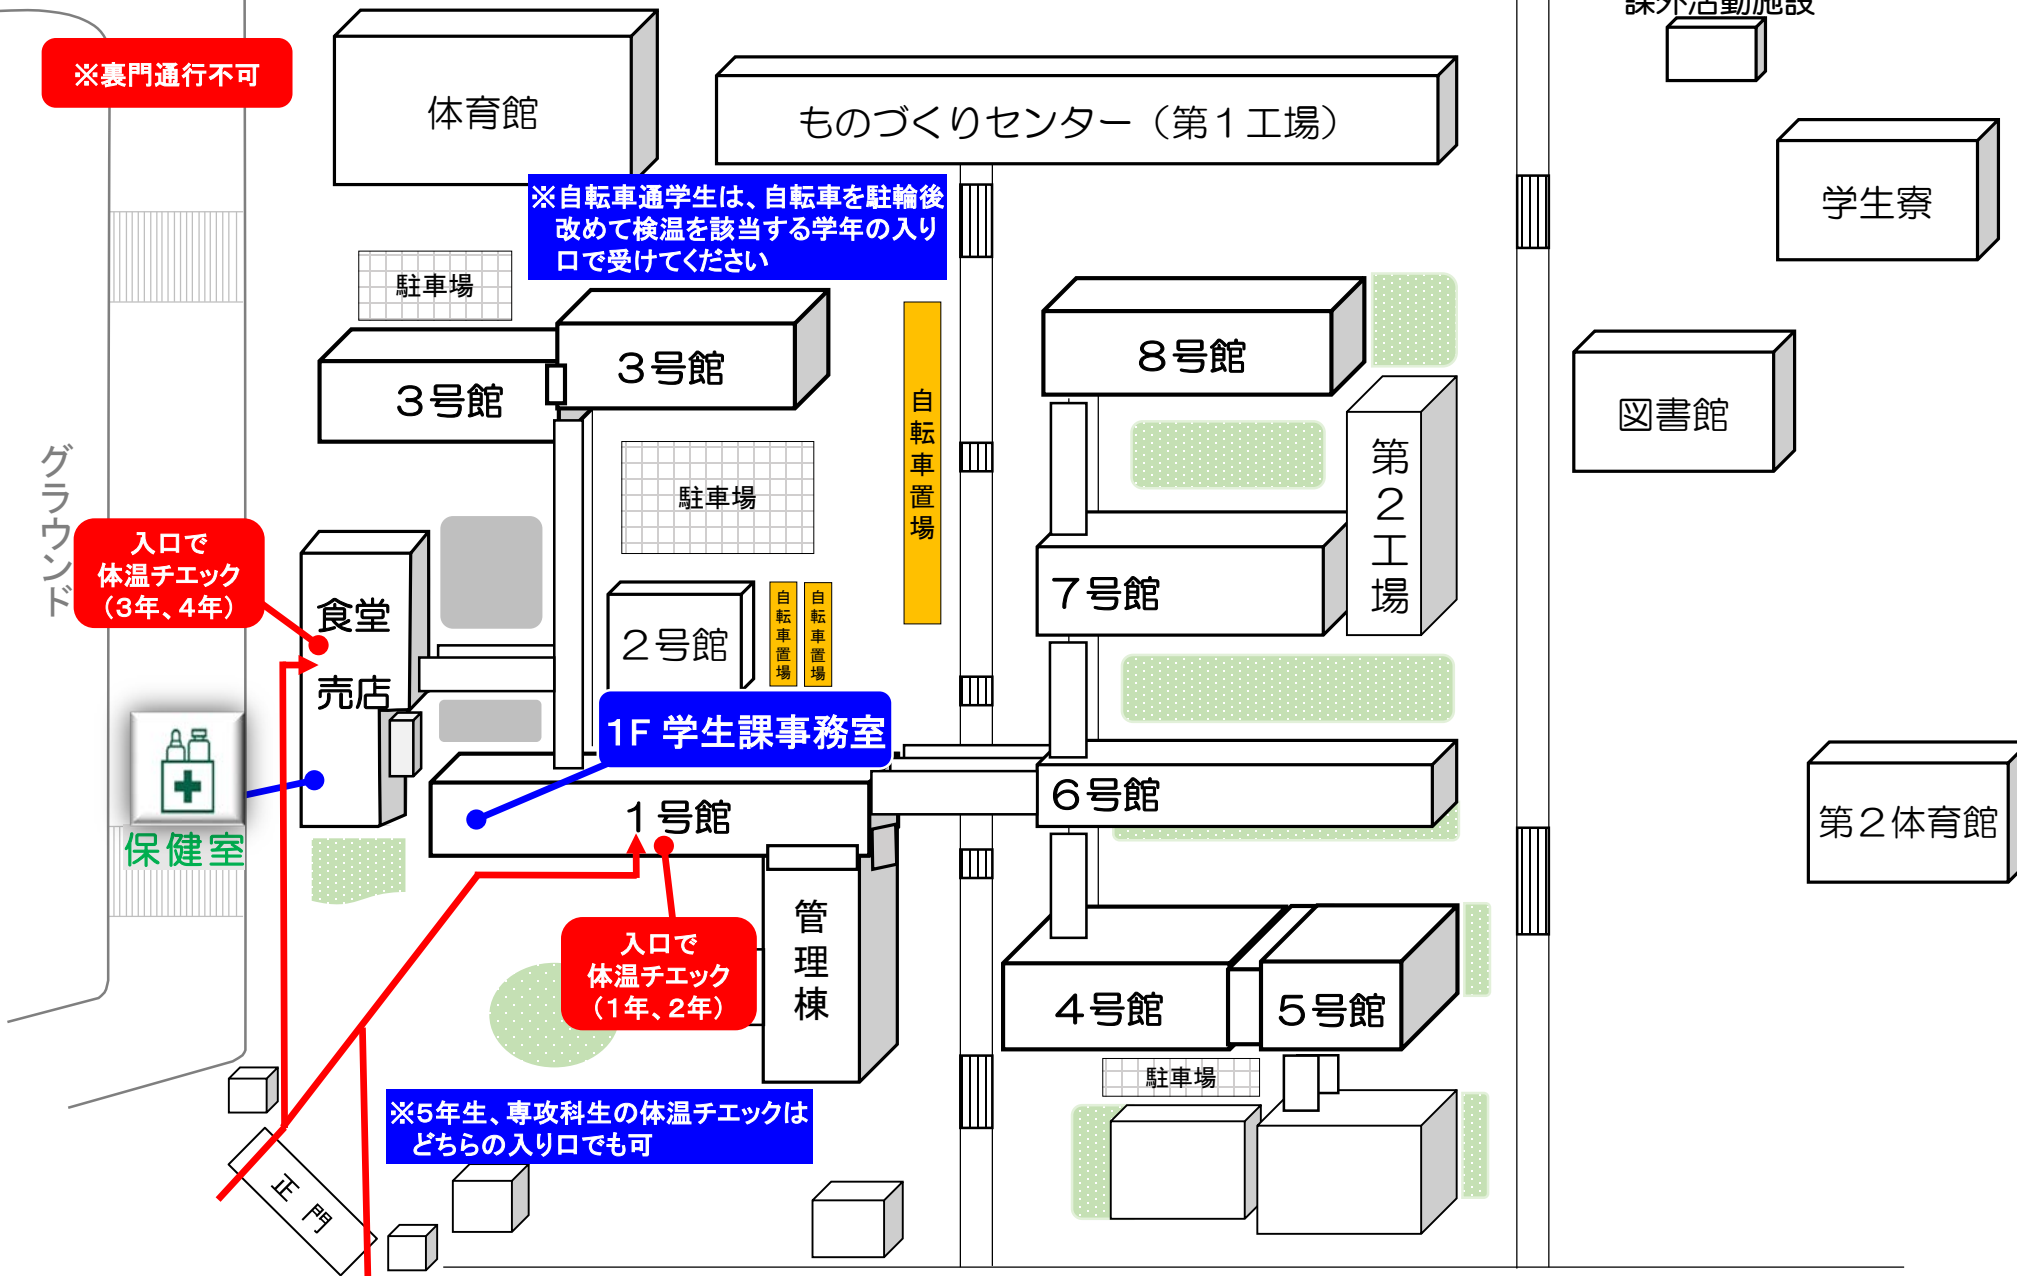 課外活動施設
※裏門通行不可
体育館
ものづくりセンター（第１工場）
学生寮
※自転車通学生は、自転車を駐輪後
改めて検温を該当する学年の入り
口で受けてください
駐車場
３号館
３号館
８号館
自転車置場
図書館
第２工場
グラウンド
駐車場
入口で
体温チエック
（３年、４年）
食堂
売店
２号館
自転車置場
自転車置場
７号館
1F 学生課事務室
１号館
６号館
保健室
第２体育館
管理棟
入口で
体温チエック
（１年、２年）
４号館
５号館
駐車場
※５年生、専攻科生の体温チエックは
どちらの入り口でも可
正門